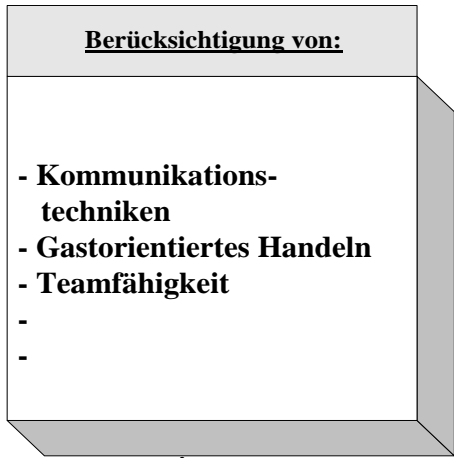 Berücksichtigung von:
- Kommunikations-
techniken
- Gastorientiertes Handeln
- Teamfähigkeit
-
-